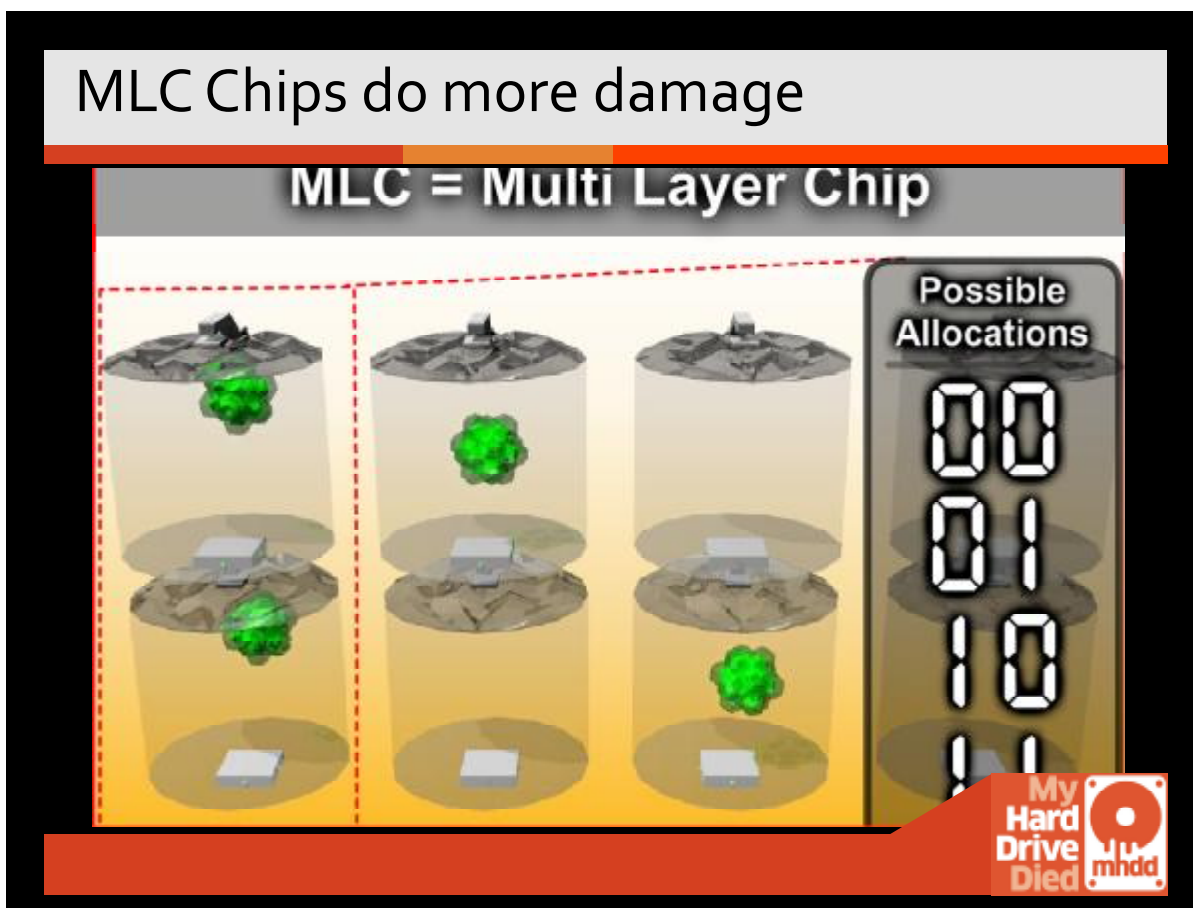 MLC Chips do more damage
MLC = Multi Layer Chip
Possible
Allocations
00
01
10
11
My
Hard
Drive
Died
mhdd